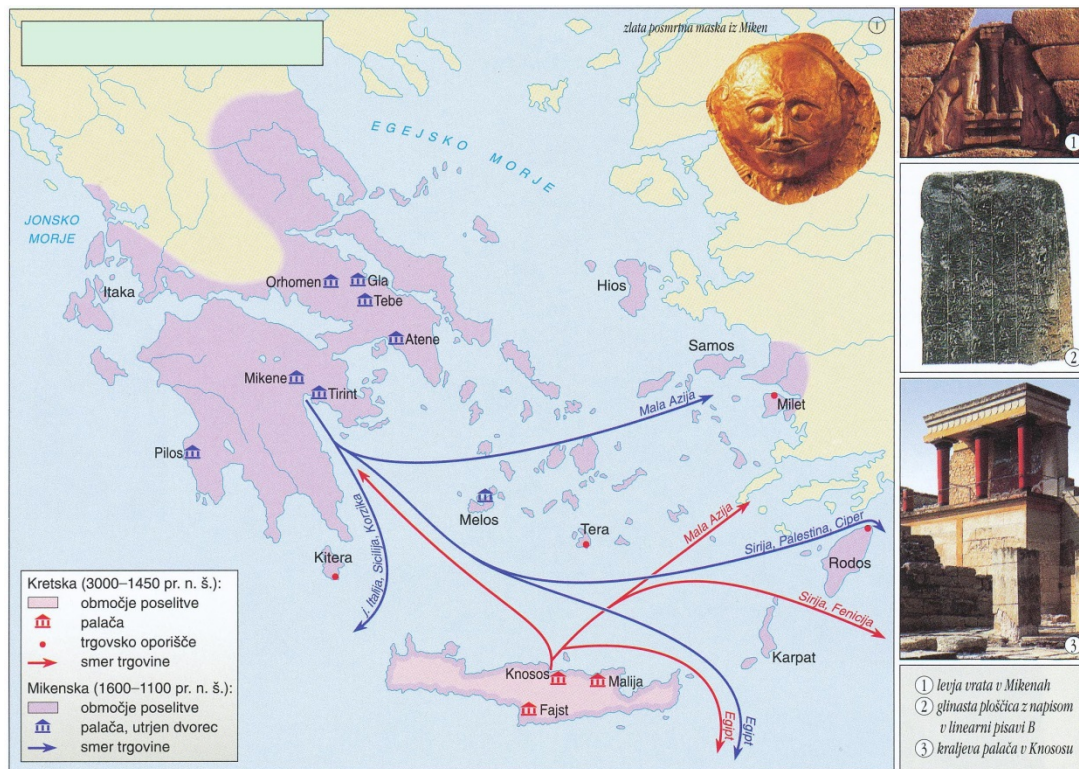 zlata posmrtna maska iz Miken
1
EGEJSKO MORJE
JONSKO
MORJE
Itaka
Orhomen
Gla
Tebe
Atene
Hios
Samos
Mikene
Tirint
Milet
Mala Azija
Pilos
Melos
Tera
Mala Azija
Sirija, Palestina, Ciper
Rodos
Kitera
j. Italija, Sicilija, Korzika
Sirija, Fenicija
Karpat
Knosos
Malija
Fajst
Egipt
Egipt
Kretska (3000–1450 pr. n. š.):
območje poselitve
palača
trgovsko oporišče
smer trgovine
Mikenska (1600–1100 pr. n. š.):
območje poselitve
palača, utrjen dvorec
smer trgovine
1
2
3
1 levja vrata v Mikenah
2 glinasta ploščica z napisom
v linearni pisavi B
3 kraljeva palača v Knososu